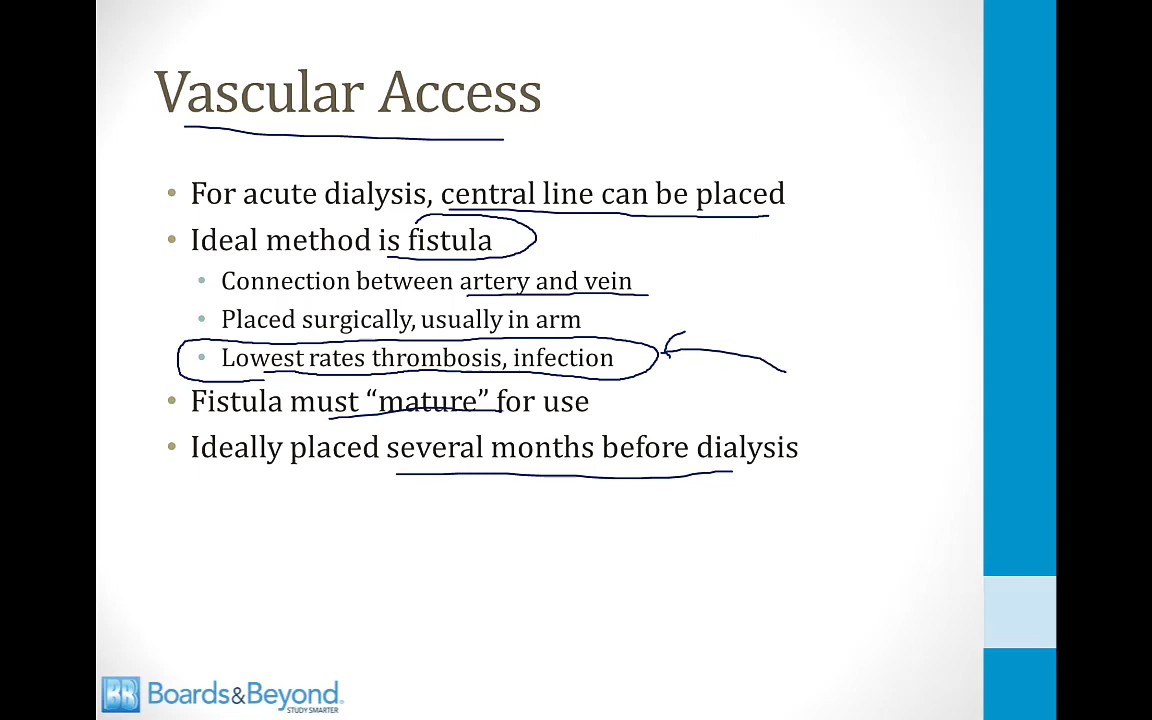 Vascular Access
• For acute dialysis, central line can be placed
• Ideal method is fistula
• Connection between artery and vein
• Placed surgically, usually in arm
• Lowest rates thrombosis, infection
• Fistula must “mature” for use
• Ideally placed several months before dialysis
BB Boards&Beyond.
STUDY SMARTER